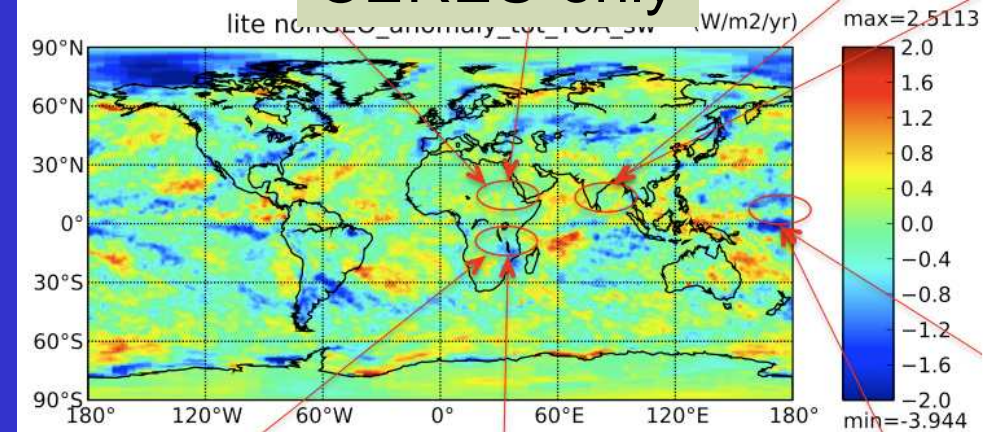 CERES only
lite nonGEO_anomaly_tot_TOA_sw (W/m2/yr)
max=2.5113
90°N
60°N
30°N
0°
30°S
60°S
90°S
180° 120°W 60°W 0° 60°E 120°E 180°
2.0
1.6
1.2
0.8
0.4
0.0
−0.4
−0.8
−1.2
−1.6
−2.0
min=-3.944